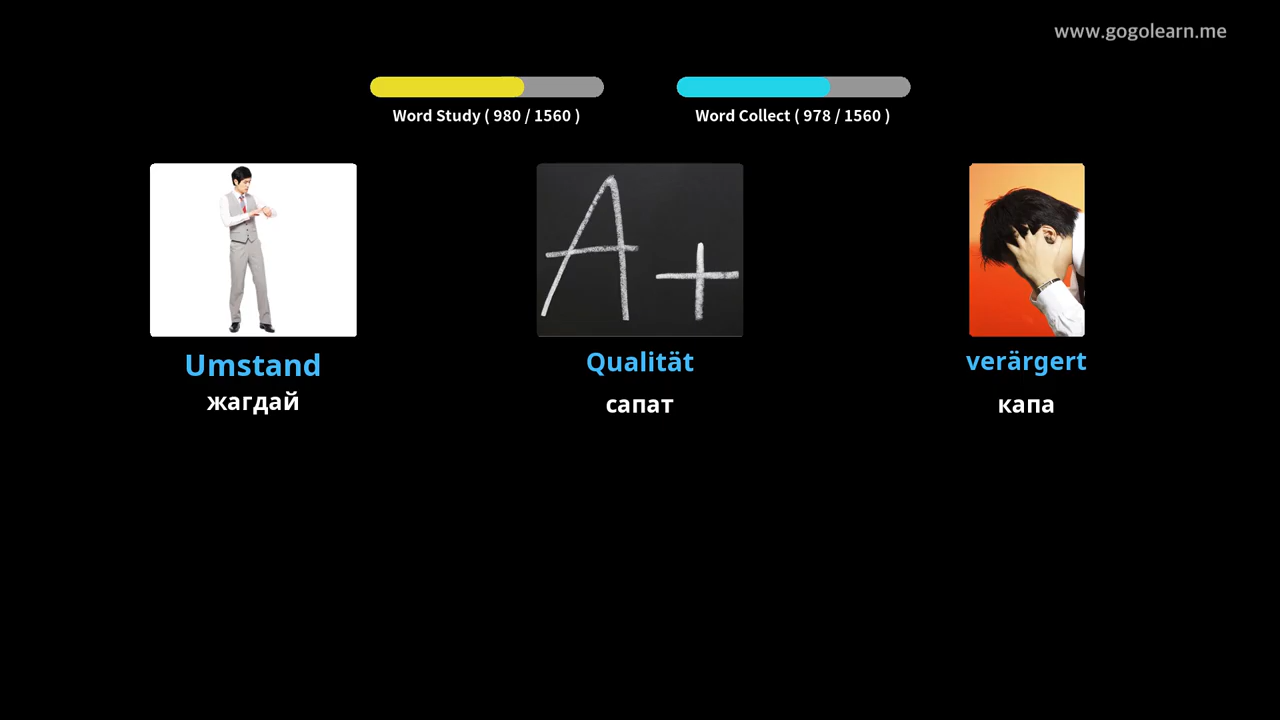 www.gogolearn.me
Word Study ( 980 / 1560 )
Word Collect ( 978 / 1560 )
A+
Umstand
жагдай
Qualität
сапат
verärgert
капа